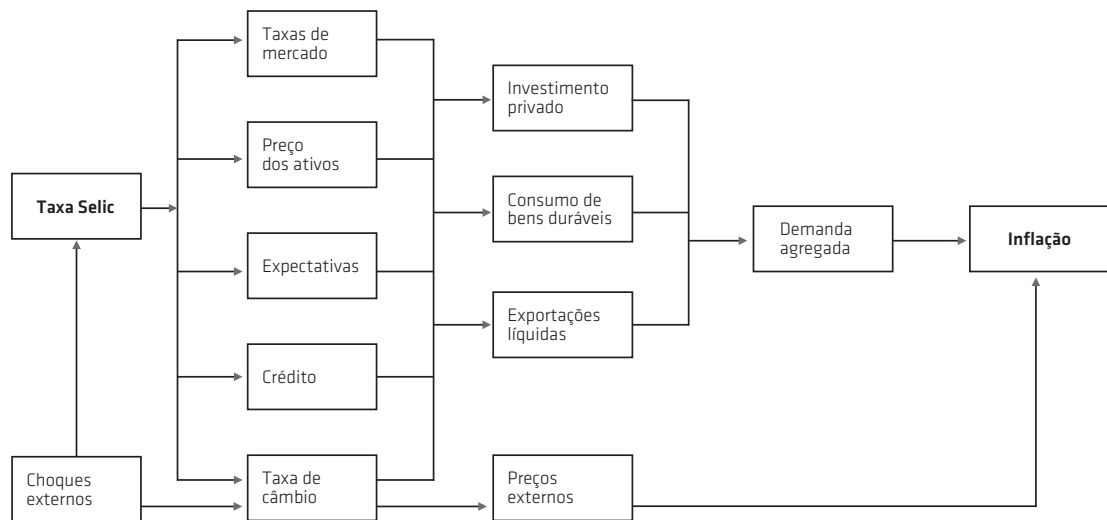 Taxa Selic
Choques
externos
Taxas de
mercado
Preço
dos ativos
Expectativas
Crédito
Taxa de
câmbio
Investimento
privado
Consumo de
bens duráveis
Exportações
líquidas
Preços
externos
Demanda
agregada
Inflação